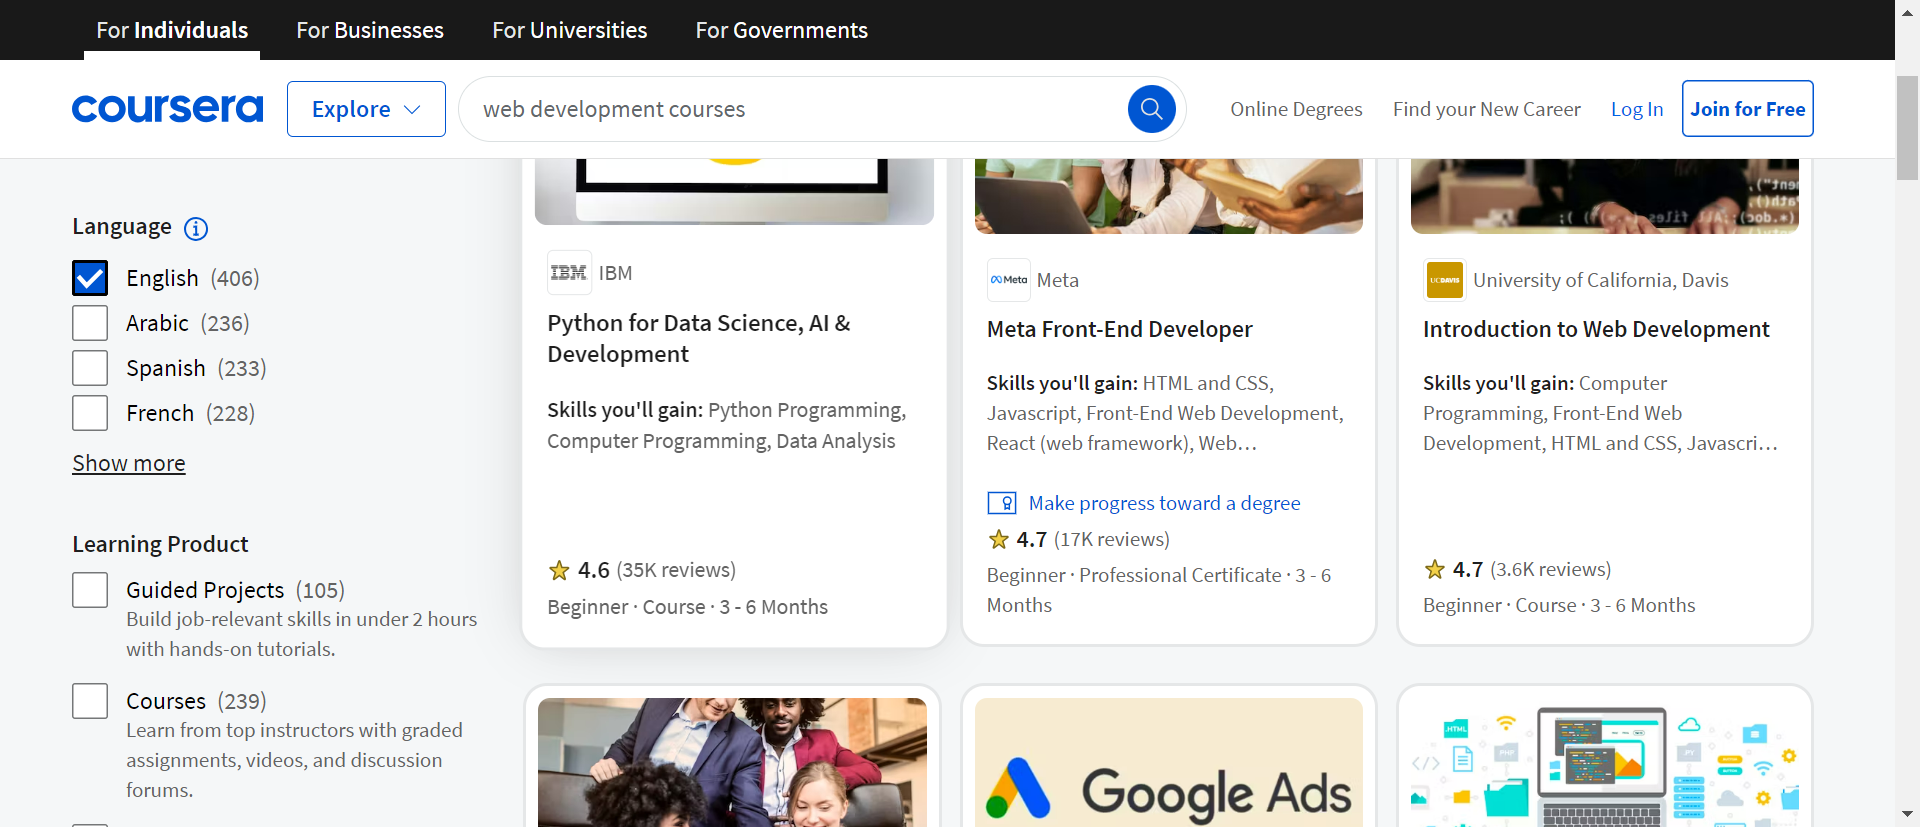 For Individuals
For Businesses
For Universities
For Governments
coursera
Explore
web development courses
Online Degrees
Find your New Career
Log In
Join for Free
Language
English (406)
Arabic (236)
Spanish (233)
French (228)
Show more
Learning Product
Guided Projects (105)
Build job-relevant skills in under 2 hours
with hands-on tutorials.
Courses (239)
Learn from top instructors with graded
assignments, videos, and discussion
forums.
IBM
IBM
Python for Data Science, AI &
Development
Skills you'll gain: Python Programming,
Computer Programming, Data Analysis
4.6 (35K reviews)
Beginner · Course · 3 - 6 Months
Meta
Meta
Meta Front-End Developer
Skills you'll gain: HTML and CSS,
Javascript, Front-End Web Development,
React (web framework), Web…
Make progress toward a degree
4.7 (17K reviews)
Beginner · Professional Certificate · 3 - 6
Months
UCDAVIS
University of California, Davis
Introduction to Web Development
Skills you'll gain: Computer
Programming, Front-End Web
Development, HTML and CSS, Javascri…
4.7 (3.6K reviews)
Beginner · Course · 3 - 6 Months
Google Ads
.HTML
PHP